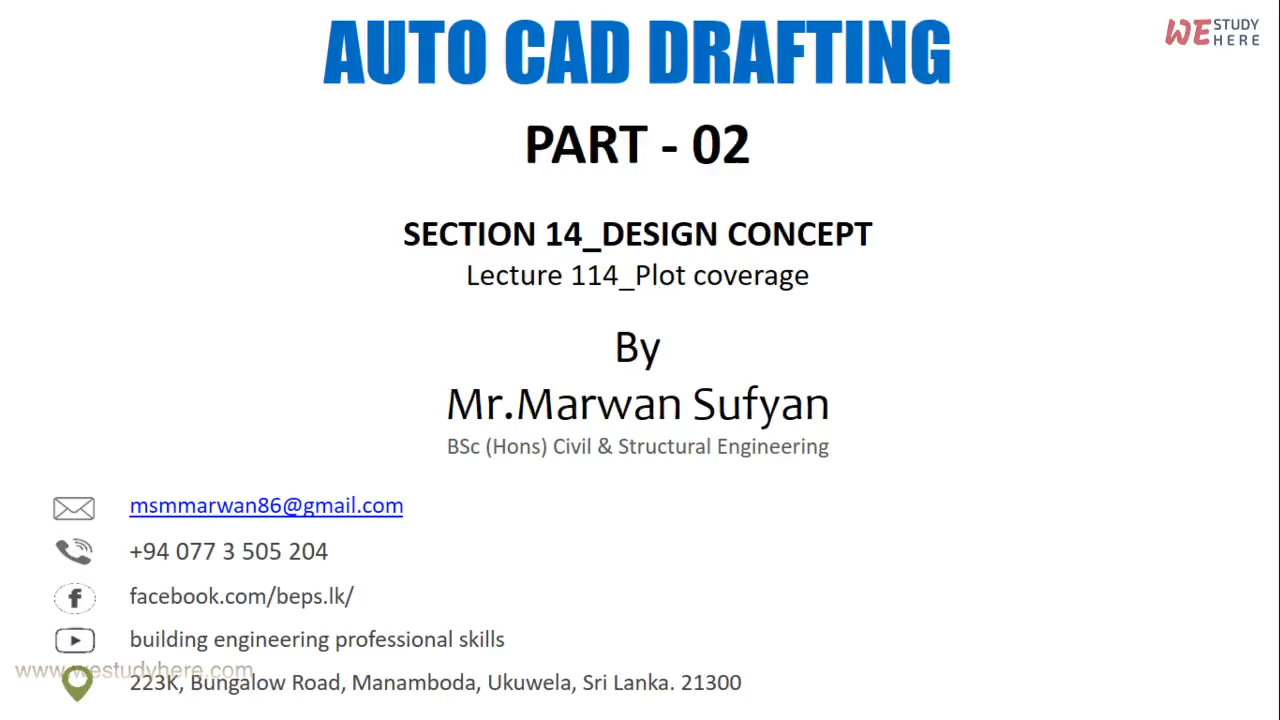 AUTO CAD DRAFTING
WE STUDY HERE
PART - 02
SECTION 14_DESIGN CONCEPT
Lecture 114_Plot coverage
By
Mr.Marwan Sufyan
BSc (Hons) Civil & Structural Engineering
msmmarwan86@gmail.com
+94 077 3 505 204
facebook.com/beps.lk/
building engineering professional skills
www.westudyhere.com
223K, Bungalow Road, Manamboda, Ukuwela, Sri Lanka. 21300